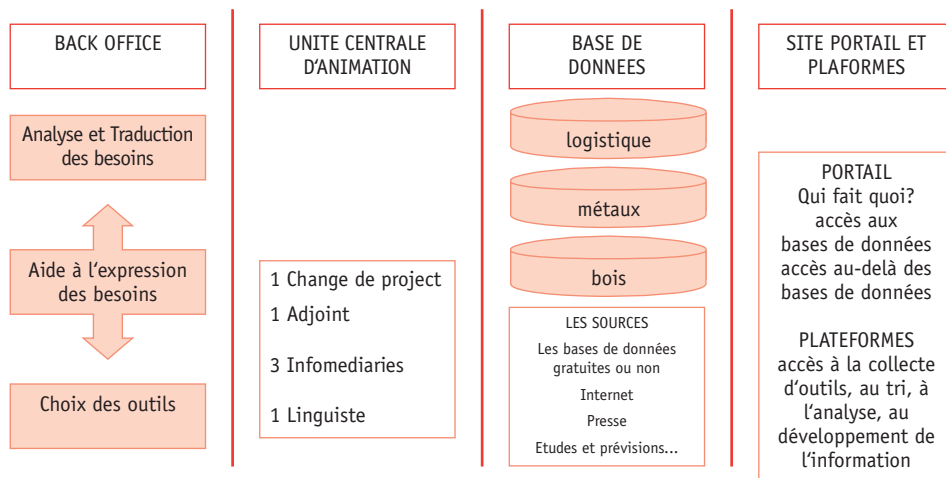 BACK OFFICE
Analyse et Traduction
des besoins
Aide à l‘expression
des besoins
Choix des outils
UNITE CENTRALE
D‘ANIMATION
1 Change de project
1 Adjoint
3 Infomediaries
1 Linguiste
BASE DE
DONNEES
logistique
métaux
bois
LES SOURCES
Les bases de données
gratuites ou non
Internet
Presse
Etudes et prévisions...
SITE PORTAIL ET
PLAFORMES
PORTAIL
Qui fait quoi?
accès aux
bases de données
accès au-delà des
bases de données
PLATEFORMES
accès à la collecte
d‘outils, au tri, à
l‘analyse, au
développement de
l‘information